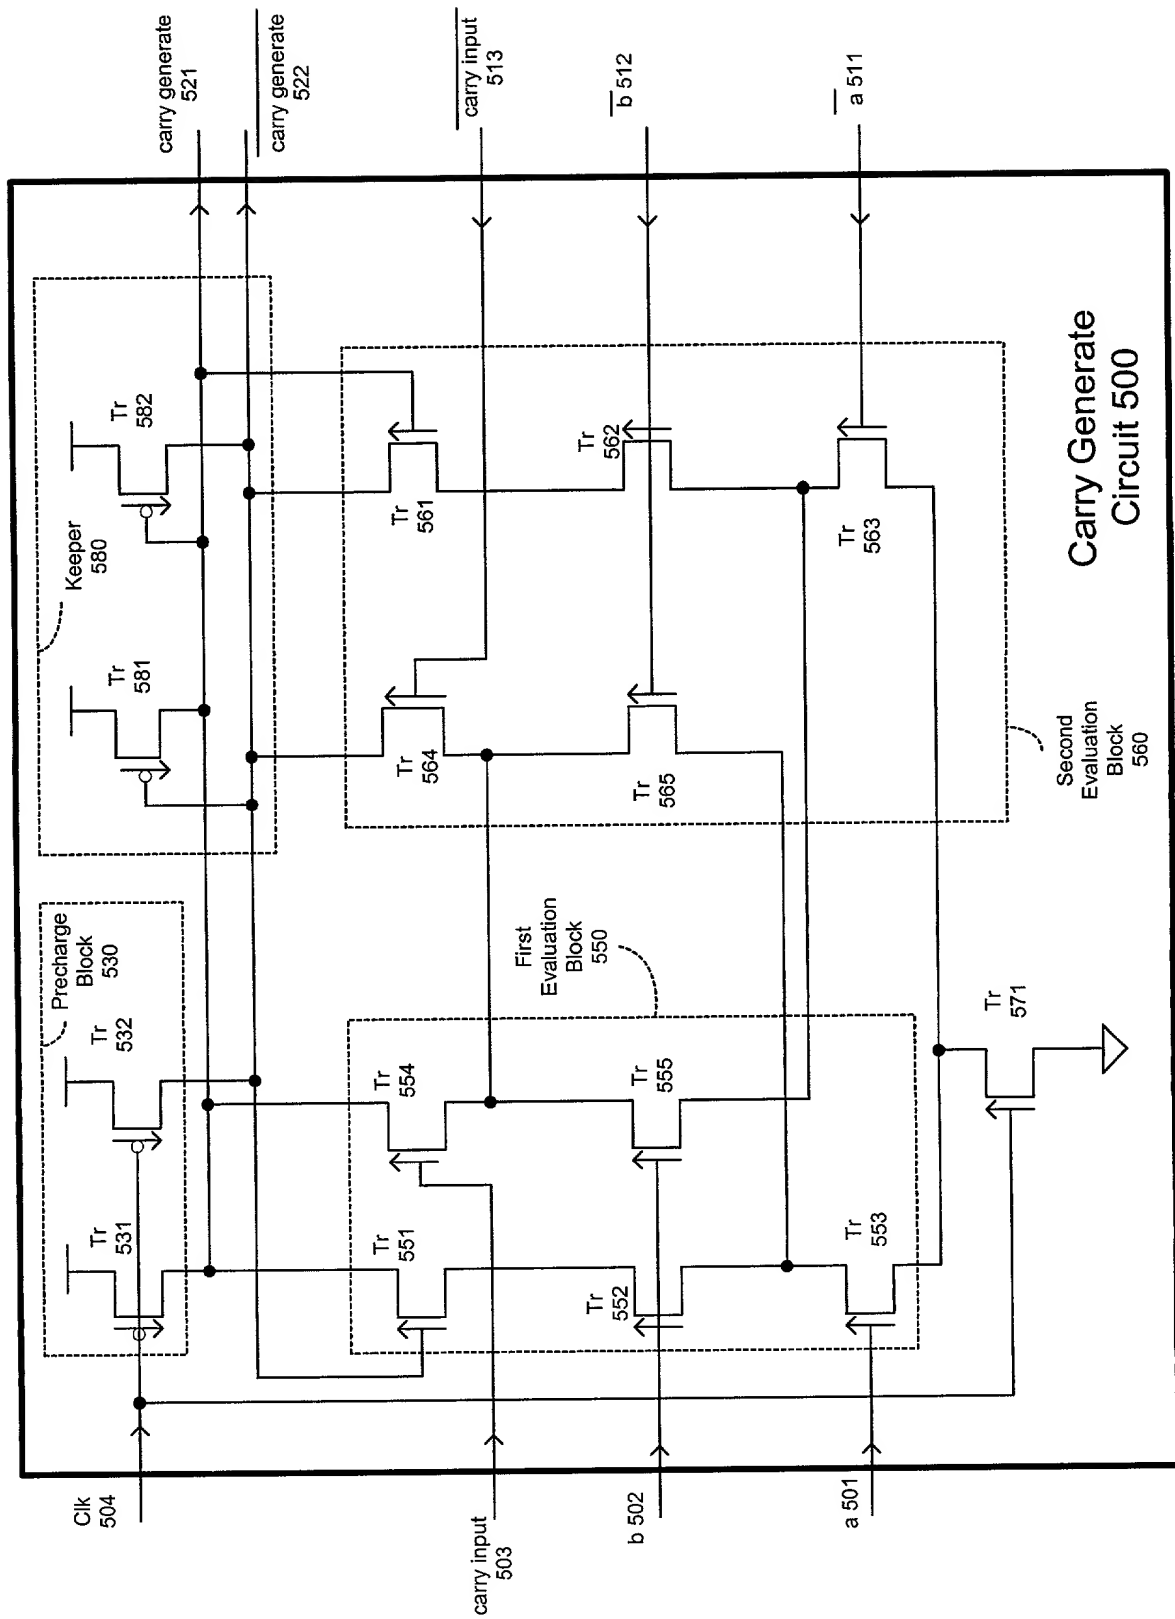 carry generate
521
carry generate
522
carry input
513
b 512
a 511
Keeper
580
Tr
581
Tr
582
Precharge
Block
530
Tr
531
Tr
532
Tr
551
Tr
554
Tr
564
Tr
561
First
Evaluation
Block
550
Tr
552
Tr
555
Tr
565
Tr
562
Tr
553
Tr
563
Tr
571
Second
Evaluation
Block
560
Clk
504
carry input
503
b 502
a 501
Carry Generate
Circuit 500